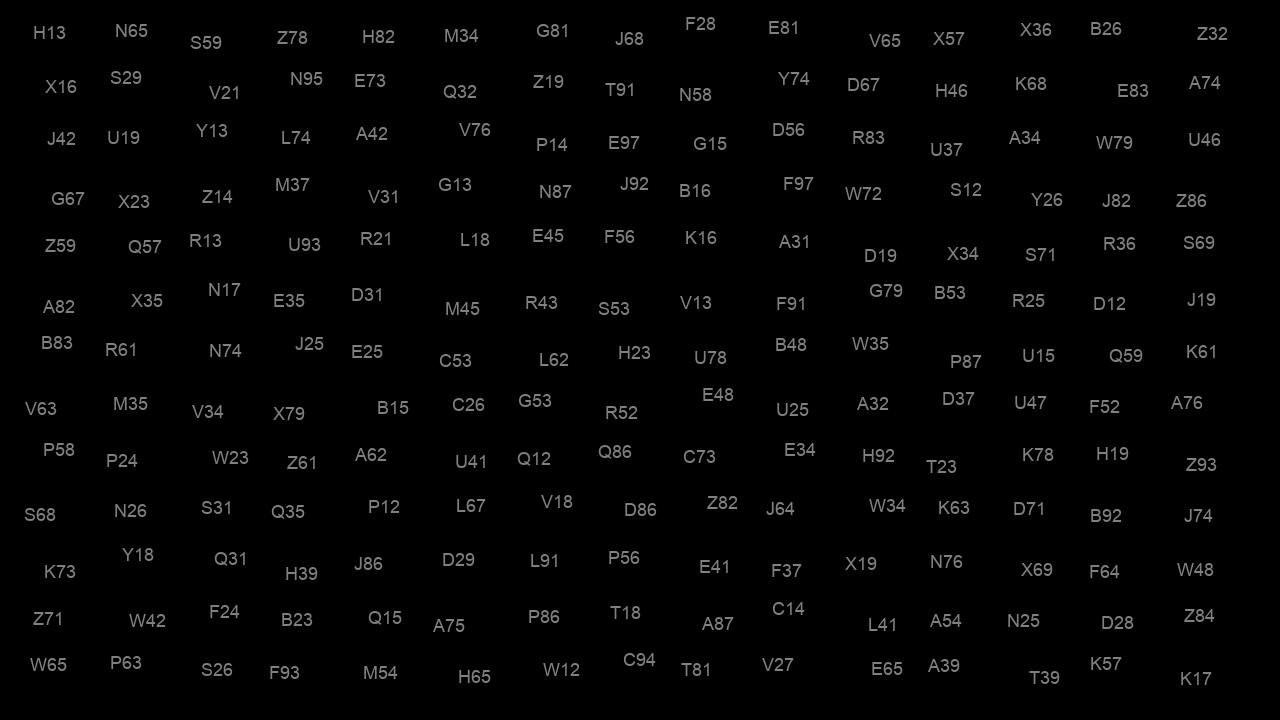 H13 N65 S59 Z78 H82 M34 G81 J68 F28 E81 V65 X57 X36 B26 Z32
X16 S29 V21 N95 E73 Q32 Z19 T91 N58 Y74 D67 H46 K68 E83 A74
J42 U19 Y13 L74 A42 V76 P14 E97 G15 D56 R83 U37 A34 W79 U46
G67 X23 Z14 M37 V31 G13 N87 J92 B16 F97 W72 S12 Y26 J82 Z86
Z59 Q57 R13 U93 R21 L18 E45 F56 K16 A31 D19 X34 S71 R36 S69
A82 X35 N17 E35 D31 M45 R43 S53 V13 F91 G79 B53 R25 D12 J19
B83 R61 N74 J25 E25 C53 L62 H23 U78 B48 W35 P87 U15 Q59 K61
V63 M35 V34 X79 B15 C26 G53 R52 E48 U25 A32 D37 U47 F52 A76
P58 P24 W23 Z61 A62 U41 Q12 Q86 C73 E34 H92 T23 K78 H19 Z93
S68 N26 S31 Q35 P12 L67 V18 D86 Z82 J64 W34 K63 D71 B92 J74
K73 Y18 Q31 H39 J86 D29 L91 P56 E41 F37 X19 N76 X69 F64 W48
Z71 W42 F24 B23 Q15 A75 P86 T18 A87 C14 L41 A54 N25 D28 Z84
W65 P63 S26 F93 M54 H65 W12 C94 T81 V27 E65 A39 T39 K57 K17